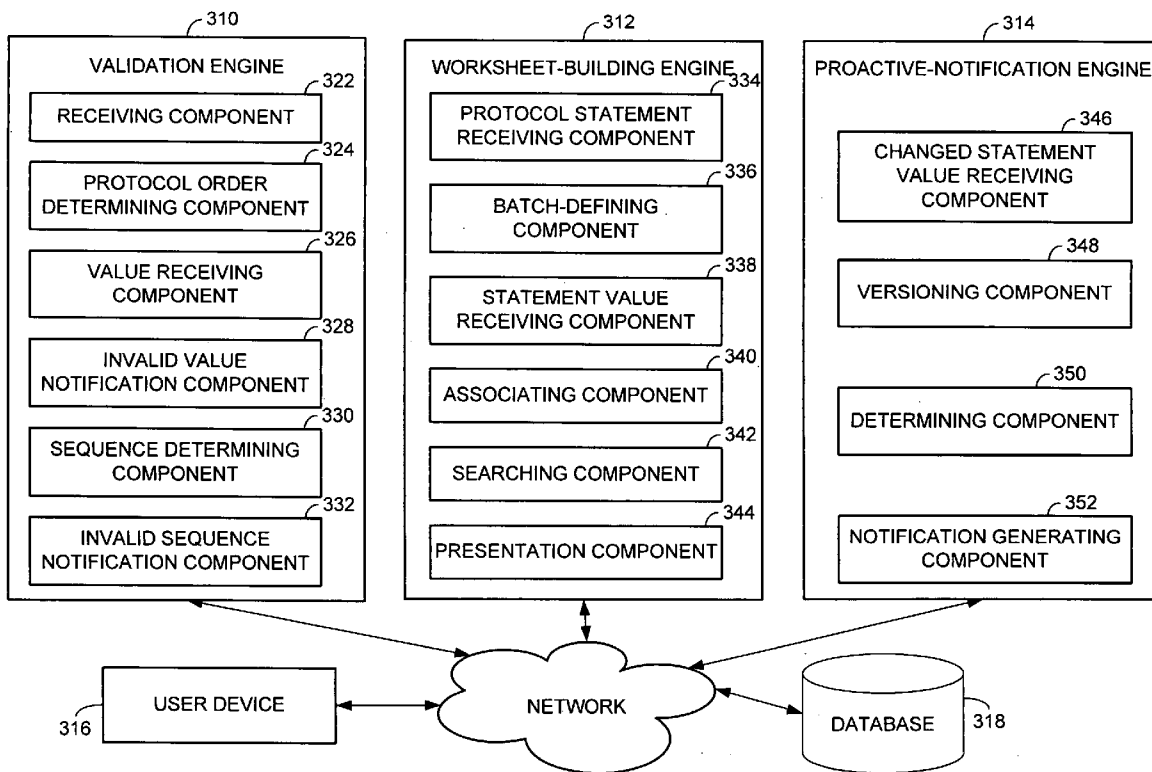 310
VALIDATION ENGINE
322
RECEIVING COMPONENT
324
PROTOCOL ORDER
DETERMINING COMPONENT
326
VALUE RECEIVING
COMPONENT
328
INVALID VALUE
NOTIFICATION COMPONENT
330
SEQUENCE DETERMINING
COMPONENT
332
INVALID SEQUENCE
NOTIFICATION COMPONENT
312
WORKSHEET-BUILDING ENGINE
334
PROTOCOL STATEMENT
RECEIVING COMPONENT
336
BATCH-DEFINING
COMPONENT
338
STATEMENT VALUE
RECEIVING COMPONENT
340
ASSOCIATING COMPONENT
342
SEARCHING COMPONENT
344
PRESENTATION COMPONENT
314
PROACTIVE-NOTIFICATION ENGINE
346
CHANGED STATEMENT
VALUE RECEIVING
COMPONENT
348
VERSIONING COMPONENT
350
DETERMINING COMPONENT
352
NOTIFICATION GENERATING
COMPONENT
USER DEVICE
316
NETWORK
DATABASE
318